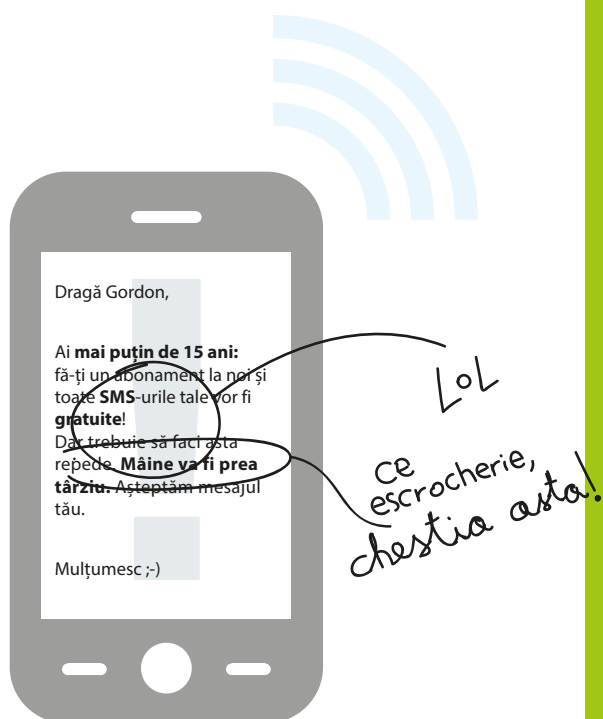 Dragă Gordon,
Ai mai puțin de 15 ani:
fă-ți un abonament la noi și
toate SMS-urile tale vor fi
gratuite!
Dar trebuie să faci asta
repede. Mâine va fi prea
târziu. Așteptăm mesajul
tău.
Mulțumesc ;-)
LoL
ce
escrocherie,
chestia asta!